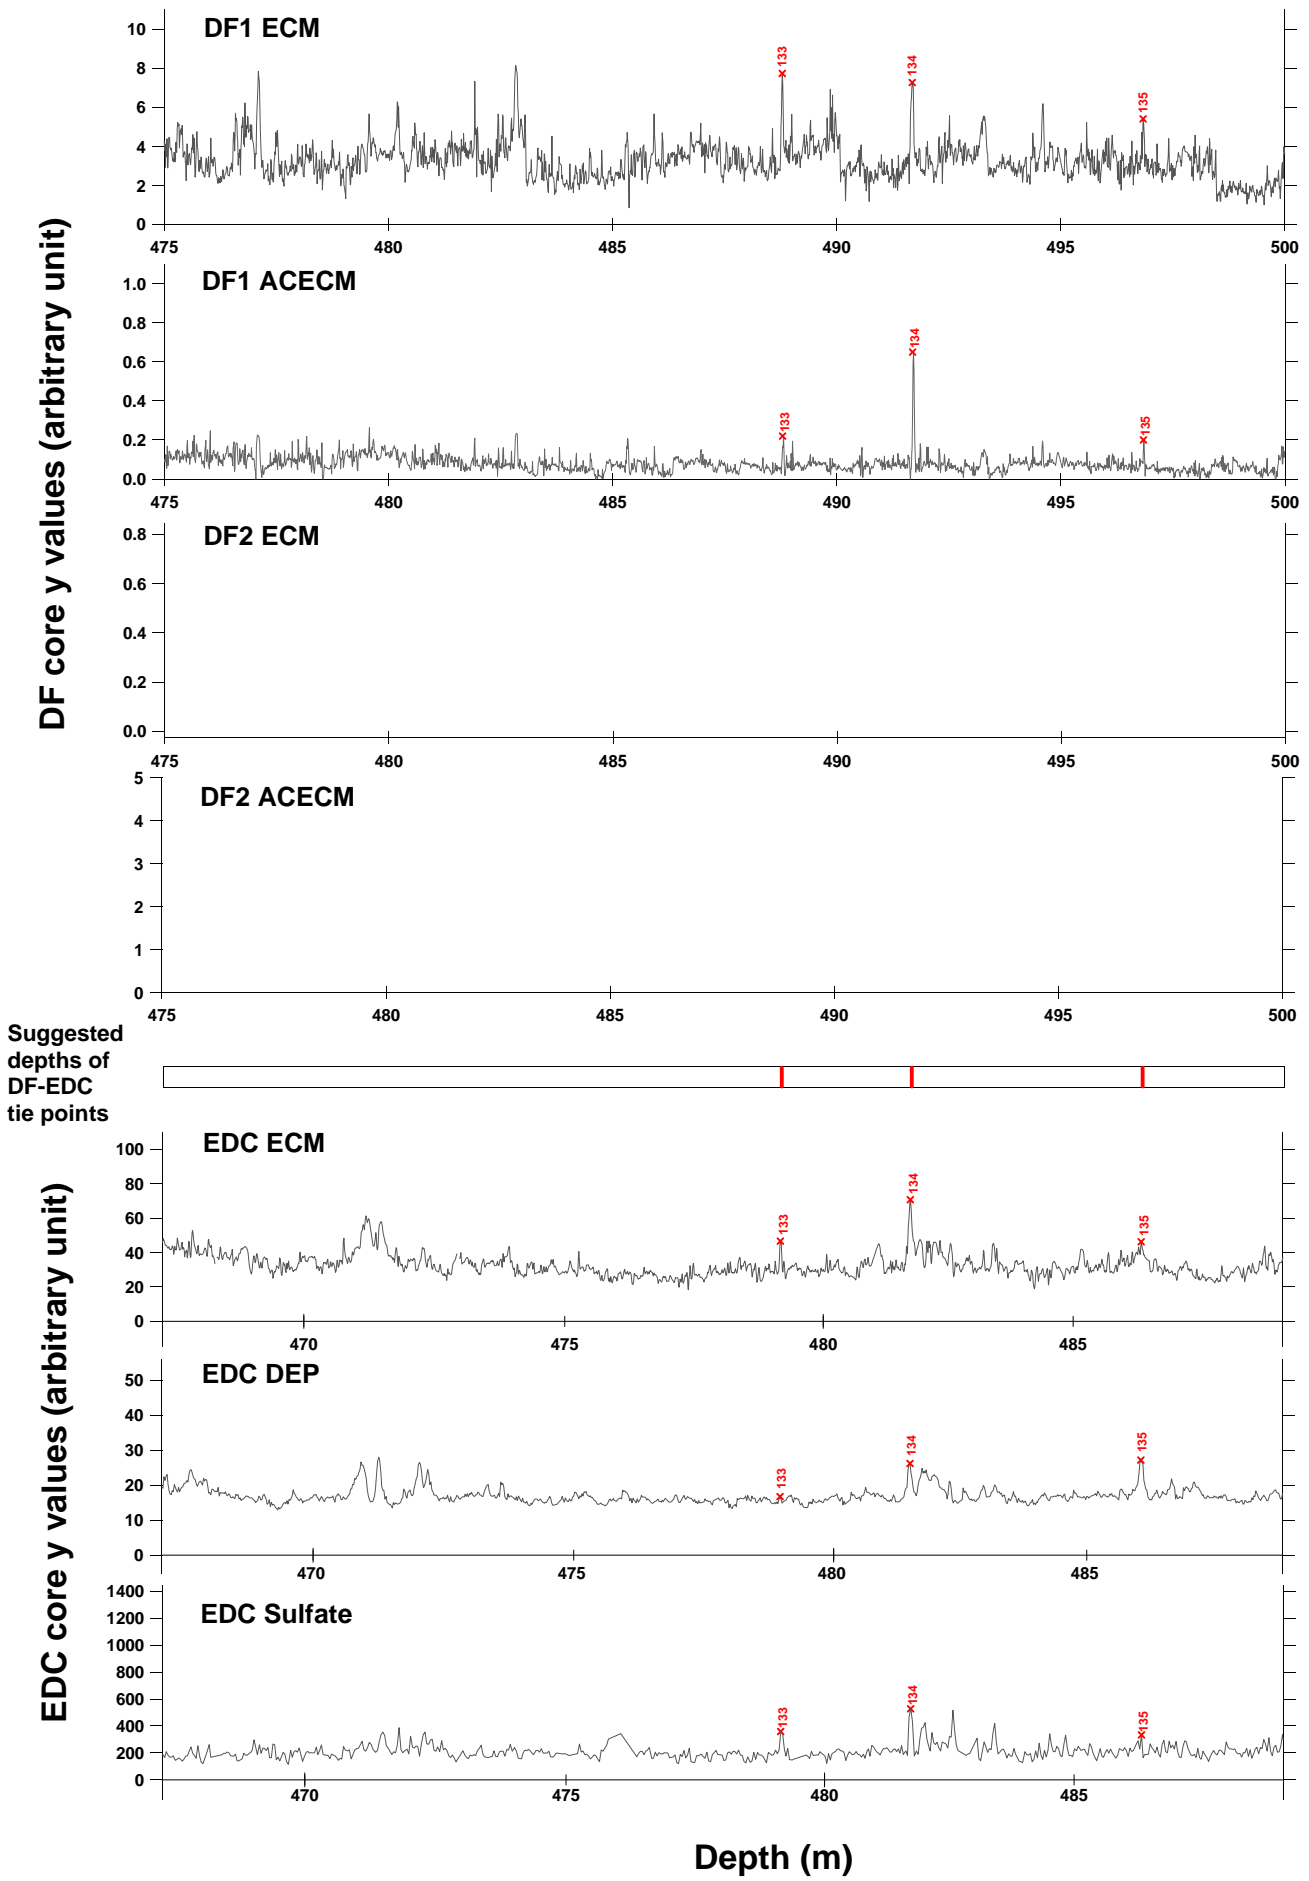 DF1 ECM
10
8
6
4
2
0
133
134
135
475 480 485 490 495 500
DF1 ACECM
1.0
0.8
0.6
0.4
0.2
0.0
133
134
135
475 480 485 490 495 500
DF2 ECM
0.8
0.6
0.4
0.2
0.0
475 480 485 490 495 500
DF2 ACECM
5
4
3
2
1
0
475 480 485 490 495 500
DF core y values (arbitrary unit)
Suggested
depths of
DF-EDC
tie points
EDC ECM
100
80
60
40
20
0
133
134
135
470 475 480 485
EDC DEP
50
40
30
20
10
0
133
134
135
470 475 480 485
EDC Sulfate
1400
1200
1000
800
600
400
200
0
133
134
135
470 475 480 485
EDC core y values (arbitrary unit)
Depth (m)